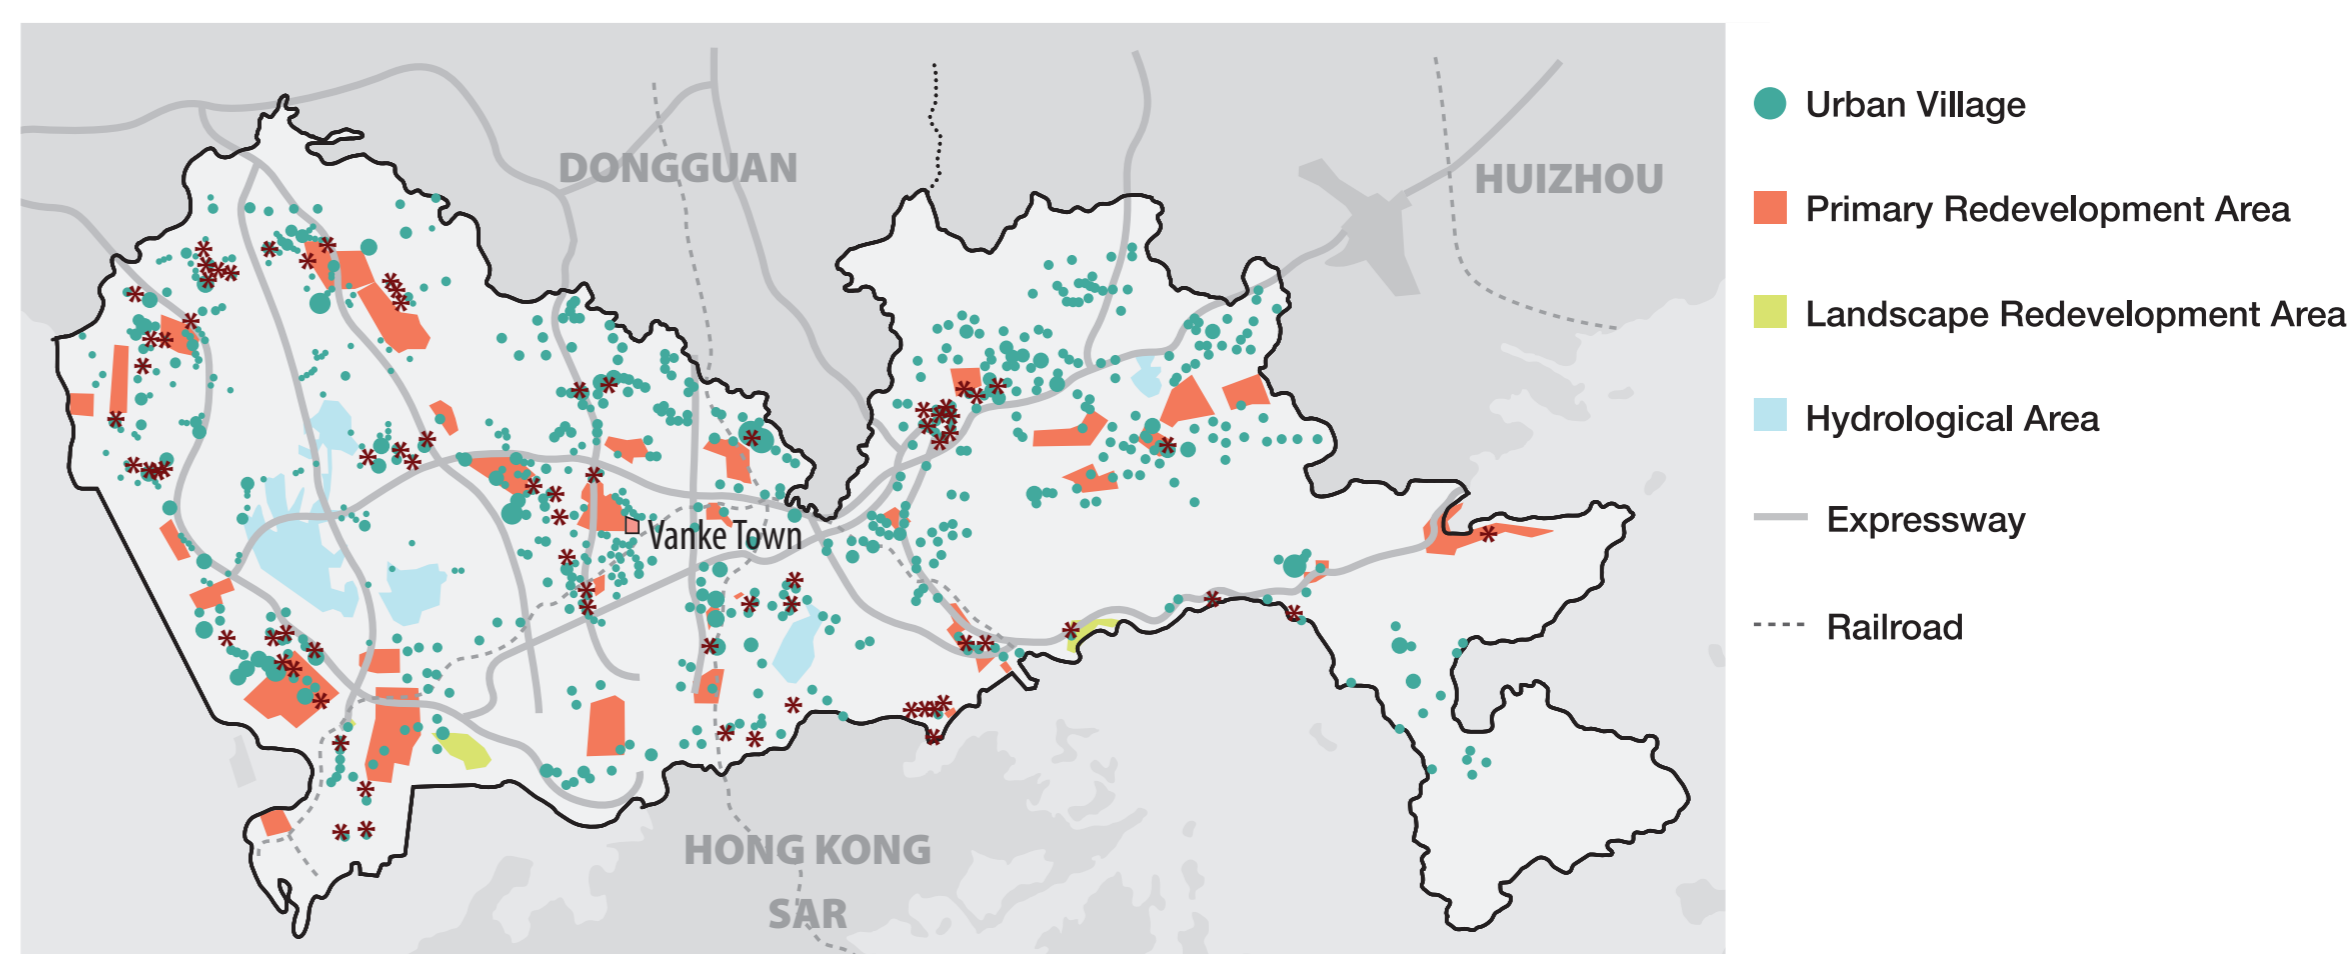 DONGGUAN
HUIZHOU
Vanke Town
HONG KONG
SAR
Urban Village
Primary Redevelopment Area
Landscape Redevelopment Area
Hydrological Area
Expressway
Railroad